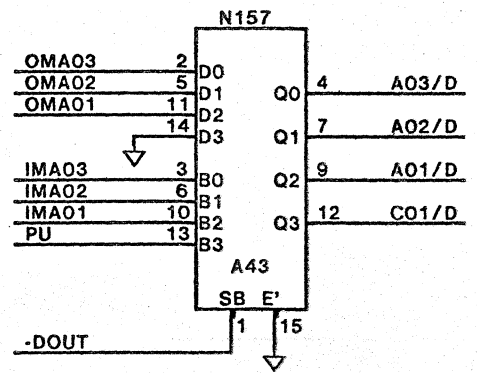 N157
OMA03 2 D0
OMA02 5 D1 Q0 4 A03/D
OMA01 11 D2
14 D3 Q1 7 A02/D
IMA03 3 B0 Q2 9 A01/D
IMA02 6 B1
IMA01 10 B2 Q3 12 C01/D
PU 13 B3
A43
SB E'
1 15
-DOUT